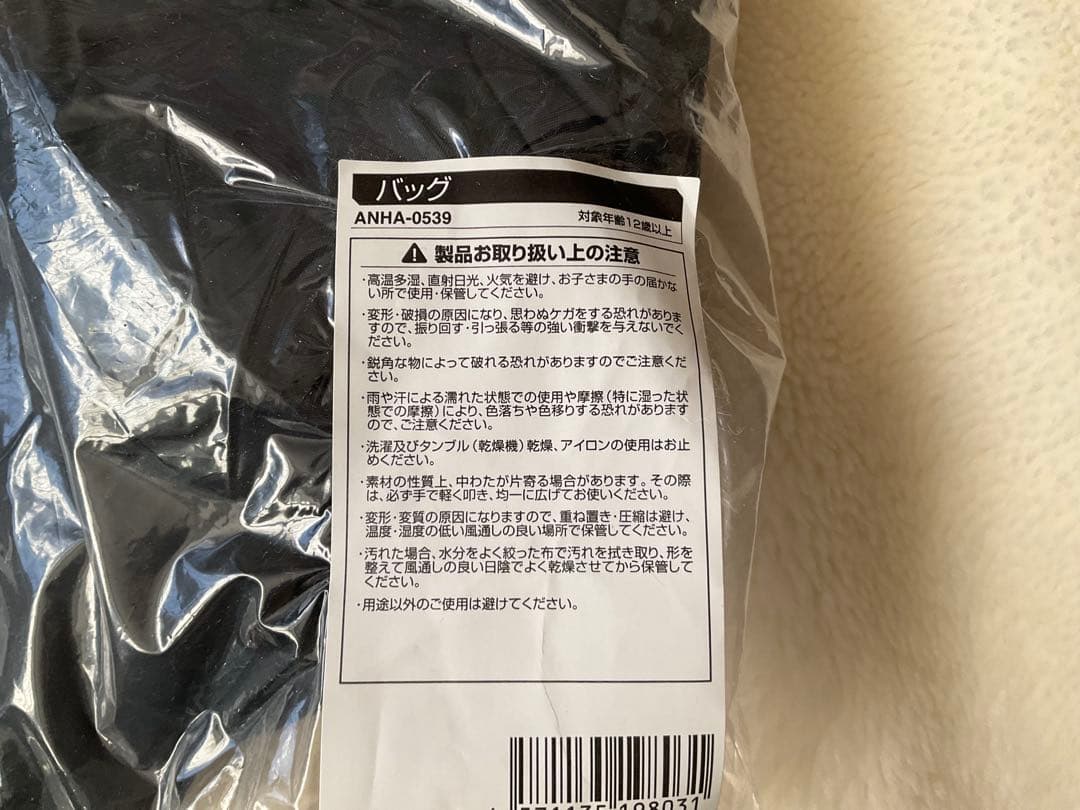 バッグ
ANHA-0539
対象年齢12歳以上
製品お取り扱い上の注意
・高温多湿、直射日光、火気を避け、お子さまの手の届かな
い所で使用・保管してください。
・変形・破損の原因になり、思わぬケガをする恐れがありま
すので、振り回す・引っ張る等の強い衝撃を与えないでく
ださい。
・鋭角な物によって破れる恐れがありますのでご注意くだ
さい。
・雨や汗による濡れた状態での使用や摩擦(特に湿った状
態での摩擦)により、色落ちや色移りする恐れがあります
ので、ご注意ください。
・洗濯及びタンブル(乾燥機)乾燥、アイロンの使用はお止
めください。
・素材の性質上、中わたが片寄る場合があります。その際
は、必ず手で軽く叩き、均一に広げてお使いください。
・変形・変質の原因になりますので、重ね置き・圧縮は避け、
温度・湿度の低い風通しの良い場所で保管してください。
・汚れた場合、水分をよく絞った布で汚れを拭き取り、形を
整えて風通しの良い日陰でよく乾燥させてから保管して
ください。
・用途以外のご使用は避けてください。
571135 198031